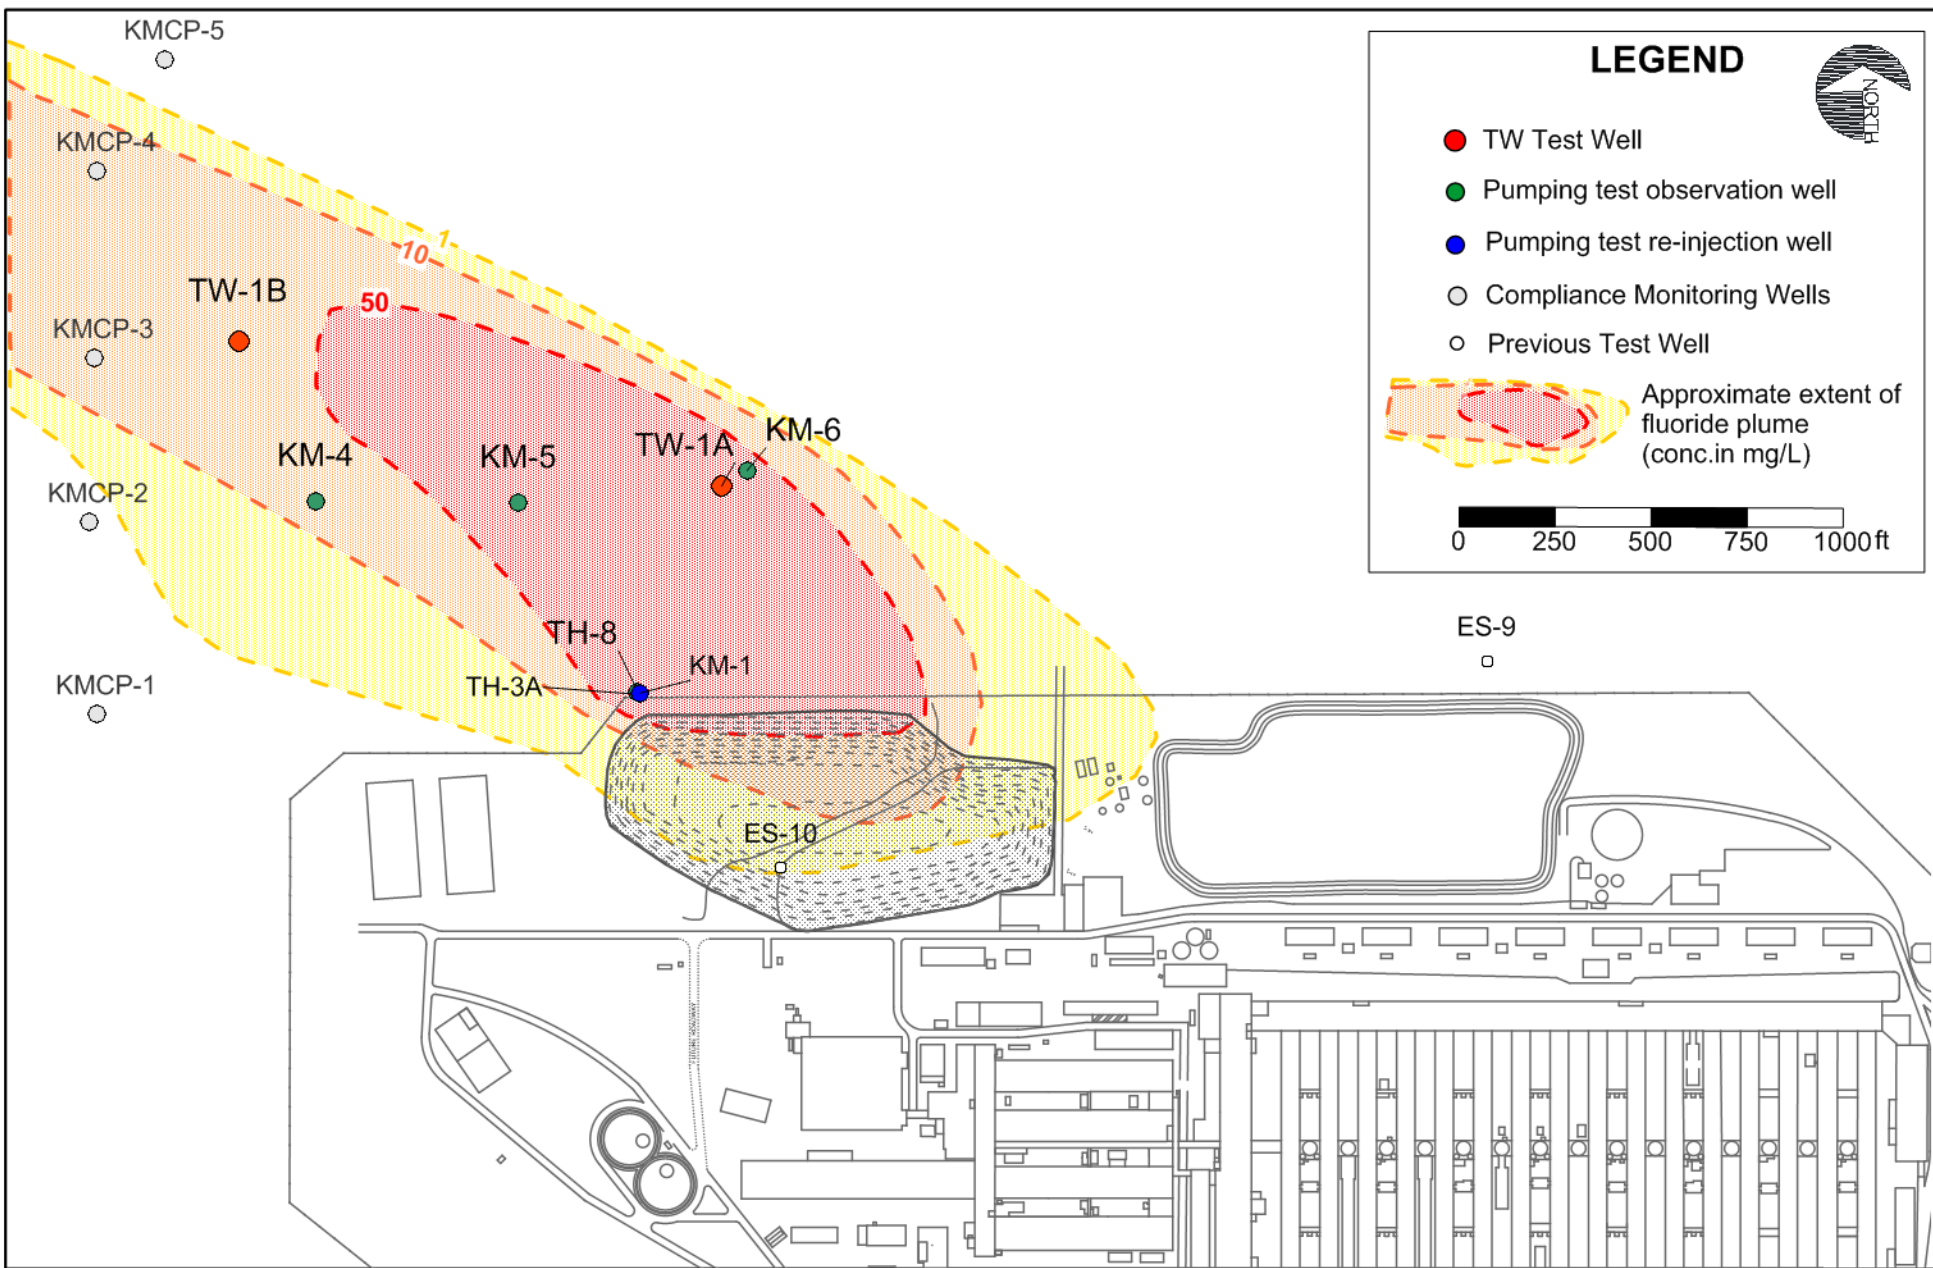 KMCP-5
LEGEND
NORTH
KMCP-4
TW Test Well
Pumping test observation well
1
10
Pumping test re-injection well
TW-1B
50
Compliance Monitoring Wells
KMCP-3
Previous Test Well
Approximate extent of
fluoride plume
(conc.in mg/L)
KM-6
TW-1A
KM-4
KM-5
KMCP-2
0 250 500 750 1000 ft
TH-8
ES-9
KM-1
TH-3A
KMCP-1
ES-10